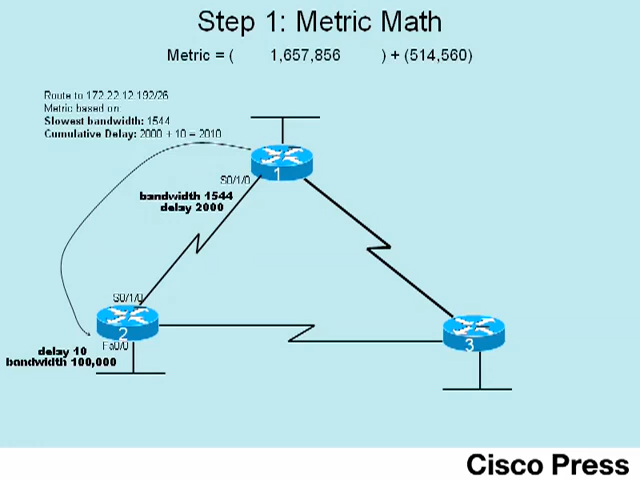 Step 1: Metric Math
Metric = ( 1,657,856 ) + (514,560)
Route to 172.22.12.192/26
Metric based on:
Slowest bandwidth: 1544
Cumulative Delay: 2000 + 10 = 2010
1
S0/1/0
bandwidth 1544
delay 2000
S0/1/0
2
3
Fa0/0
delay 10
bandwidth 100,000
Cisco Press